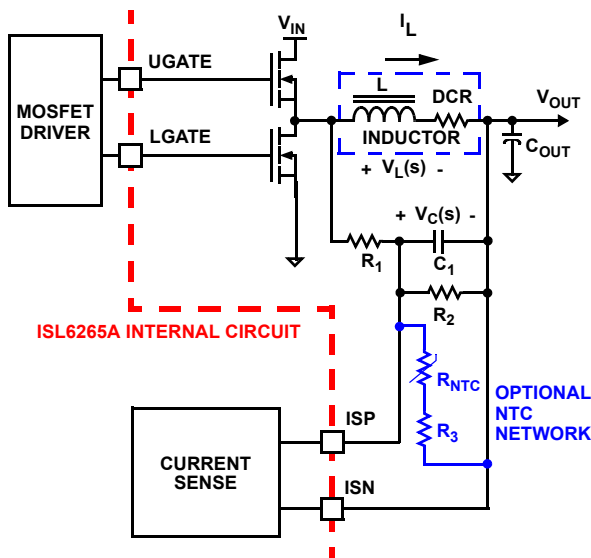 V_IN
I_L
UGATE
MOSFET
DRIVER
LGATE
L
DCR
INDUCTOR
V_OUT
C_OUT
+ V_L(s) -
+ V_C(s) -
R_1
C_1
R_2
ISL6265A INTERNAL CIRCUIT
R_NTC
R_3
OPTIONAL
NTC
NETWORK
CURRENT
SENSE
ISP
ISN